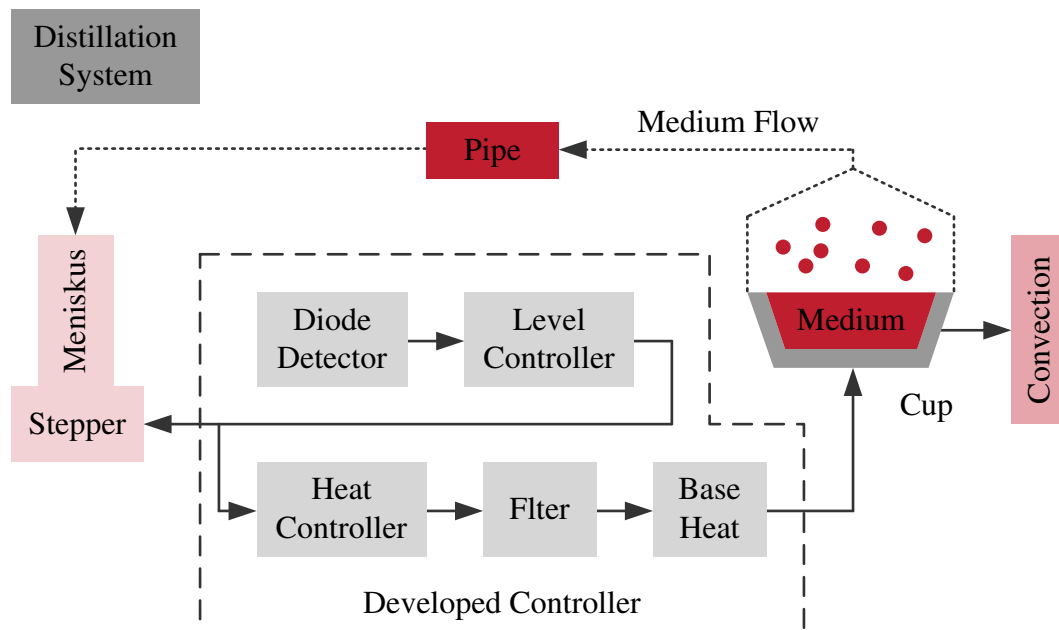 Distillation
System
Medium Flow
Pipe
Meniskus
Stepper
Diode
Detector
Level
Controller
Medium
Cup
Convection
Heat
Controller
Flter
Base
Heat
Developed Controller